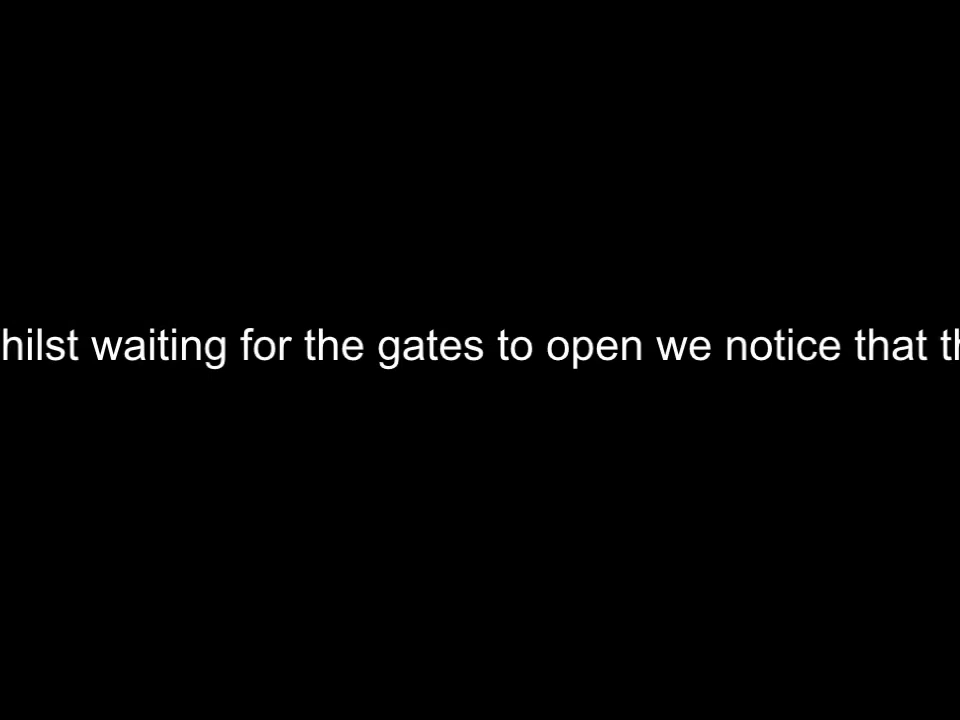 hilst waiting for the gates to open we notice that th